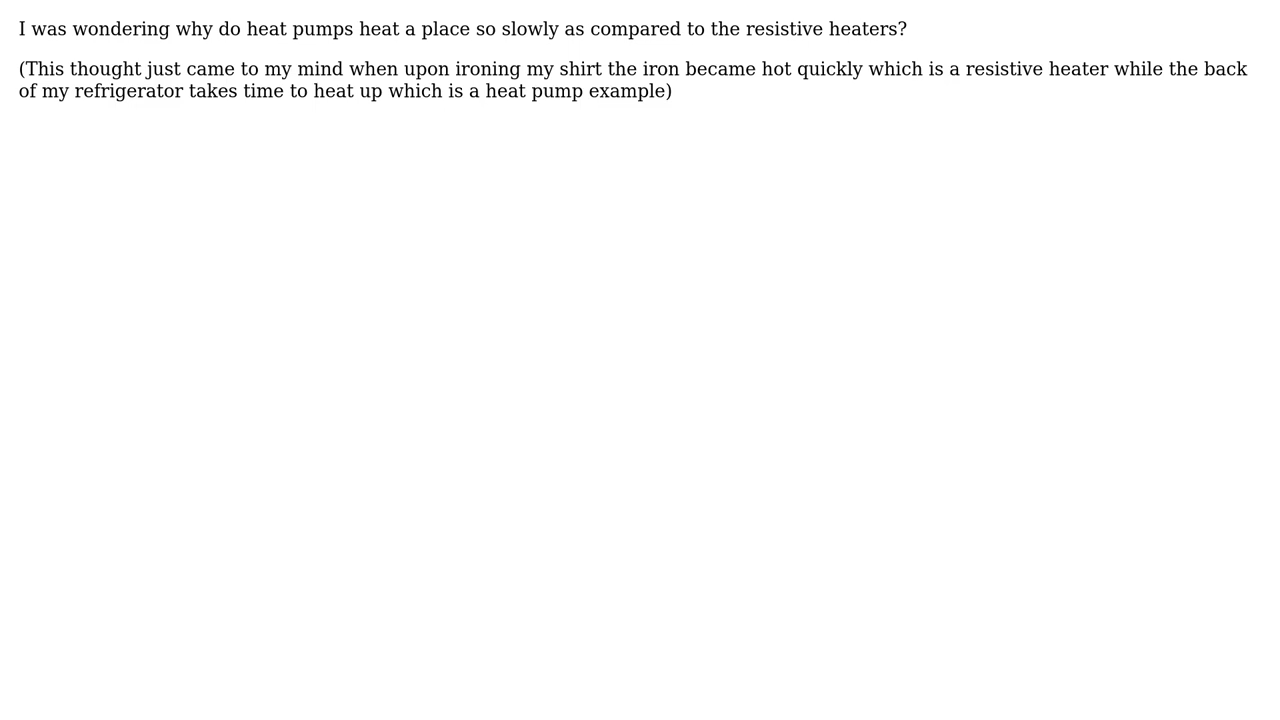 I was wondering why do heat pumps heat a place so slowly as compared to the resistive heaters?
(This thought just came to my mind when upon ironing my shirt the iron became hot quickly which is a resistive heater while the back
of my refrigerator takes time to heat up which is a heat pump example)